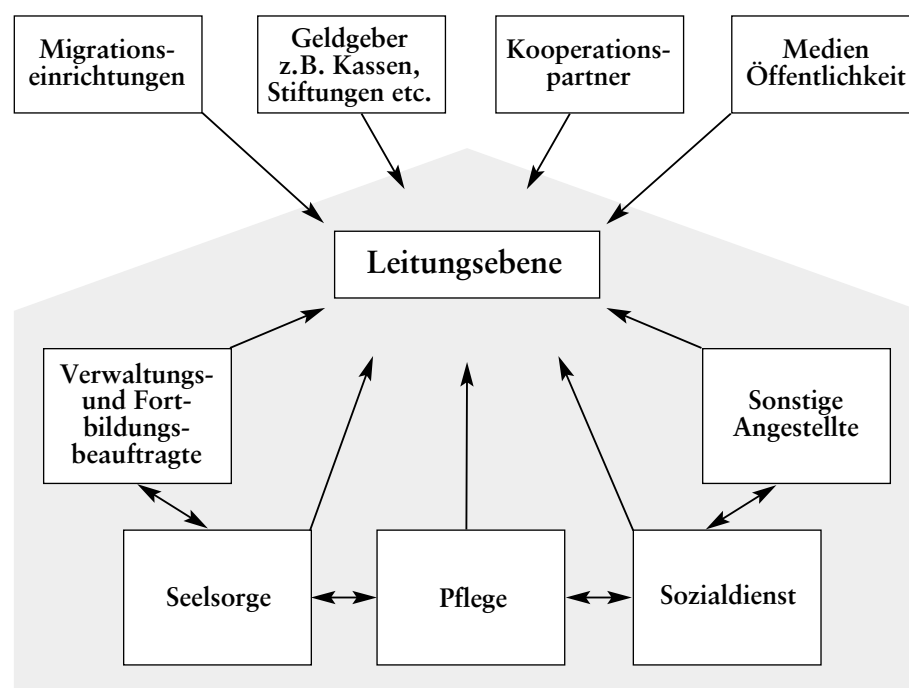 Migrations-
einrichtungen
Geldgeber
z.B. Kassen,
Stiftungen etc.
Kooperations-
partner
Medien
Öffentlichkeit
Leitungsebene
Verwaltungs-
und Fort-
bildungs-
beauftragte
Sonstige
Angestellte
Seelsorge
Pflege
Sozialdienst